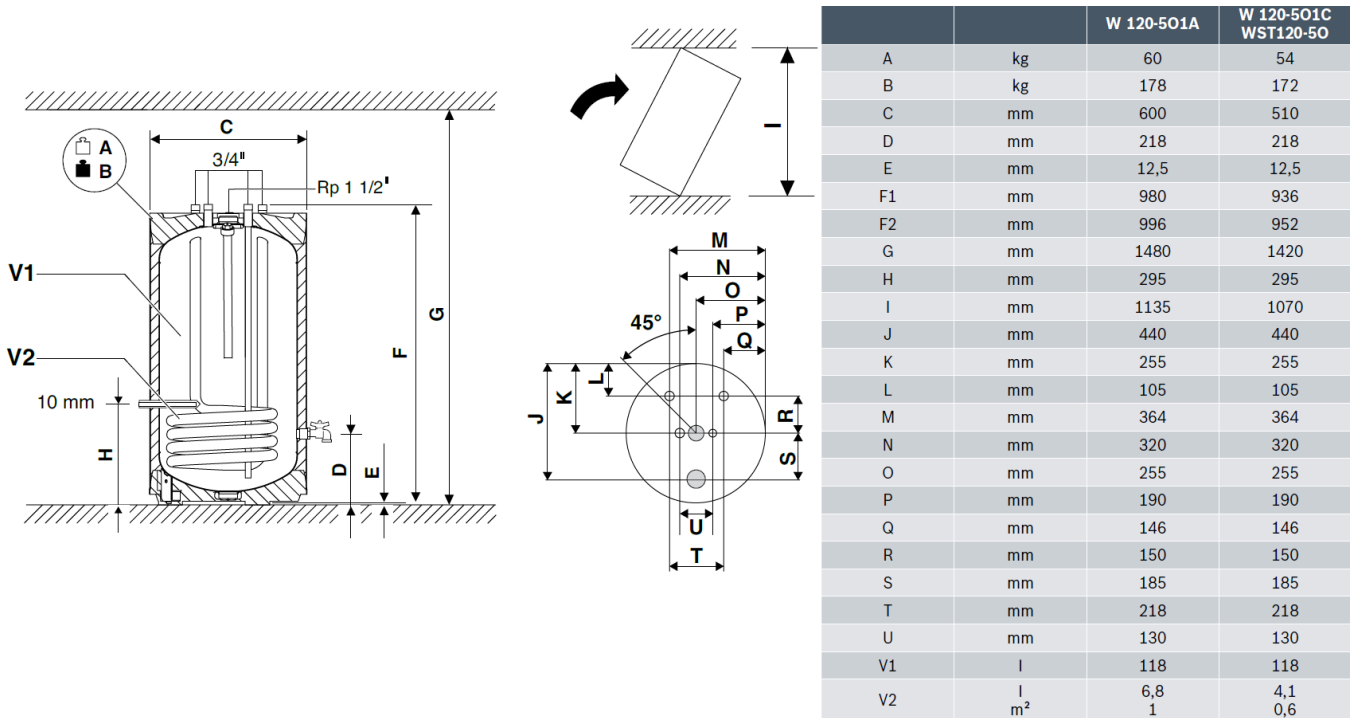 C
A
B
3/4"
Rp 1 1/2"
V1
V2
10 mm
H
D
E
F
G
I
M
N
O
P
Q
45°
J
K
L
R
S
U
T
W 120-5O1A W 120-5O1C
WST120-5O
A kg 60 54
B kg 178 172
C mm 600 510
D mm 218 218
E mm 12,5 12,5
F1 mm 980 936
F2 mm 996 952
G mm 1480 1420
H mm 295 295
I mm 1135 1070
J mm 440 440
K mm 255 255
L mm 105 105
M mm 364 364
N mm 320 320
O mm 255 255
P mm 190 190
Q mm 146 146
R mm 150 150
S mm 185 185
T mm 218 218
U mm 130 130
V1 l 118 118
V2 l 6,8 4,1
m² 1 0,6